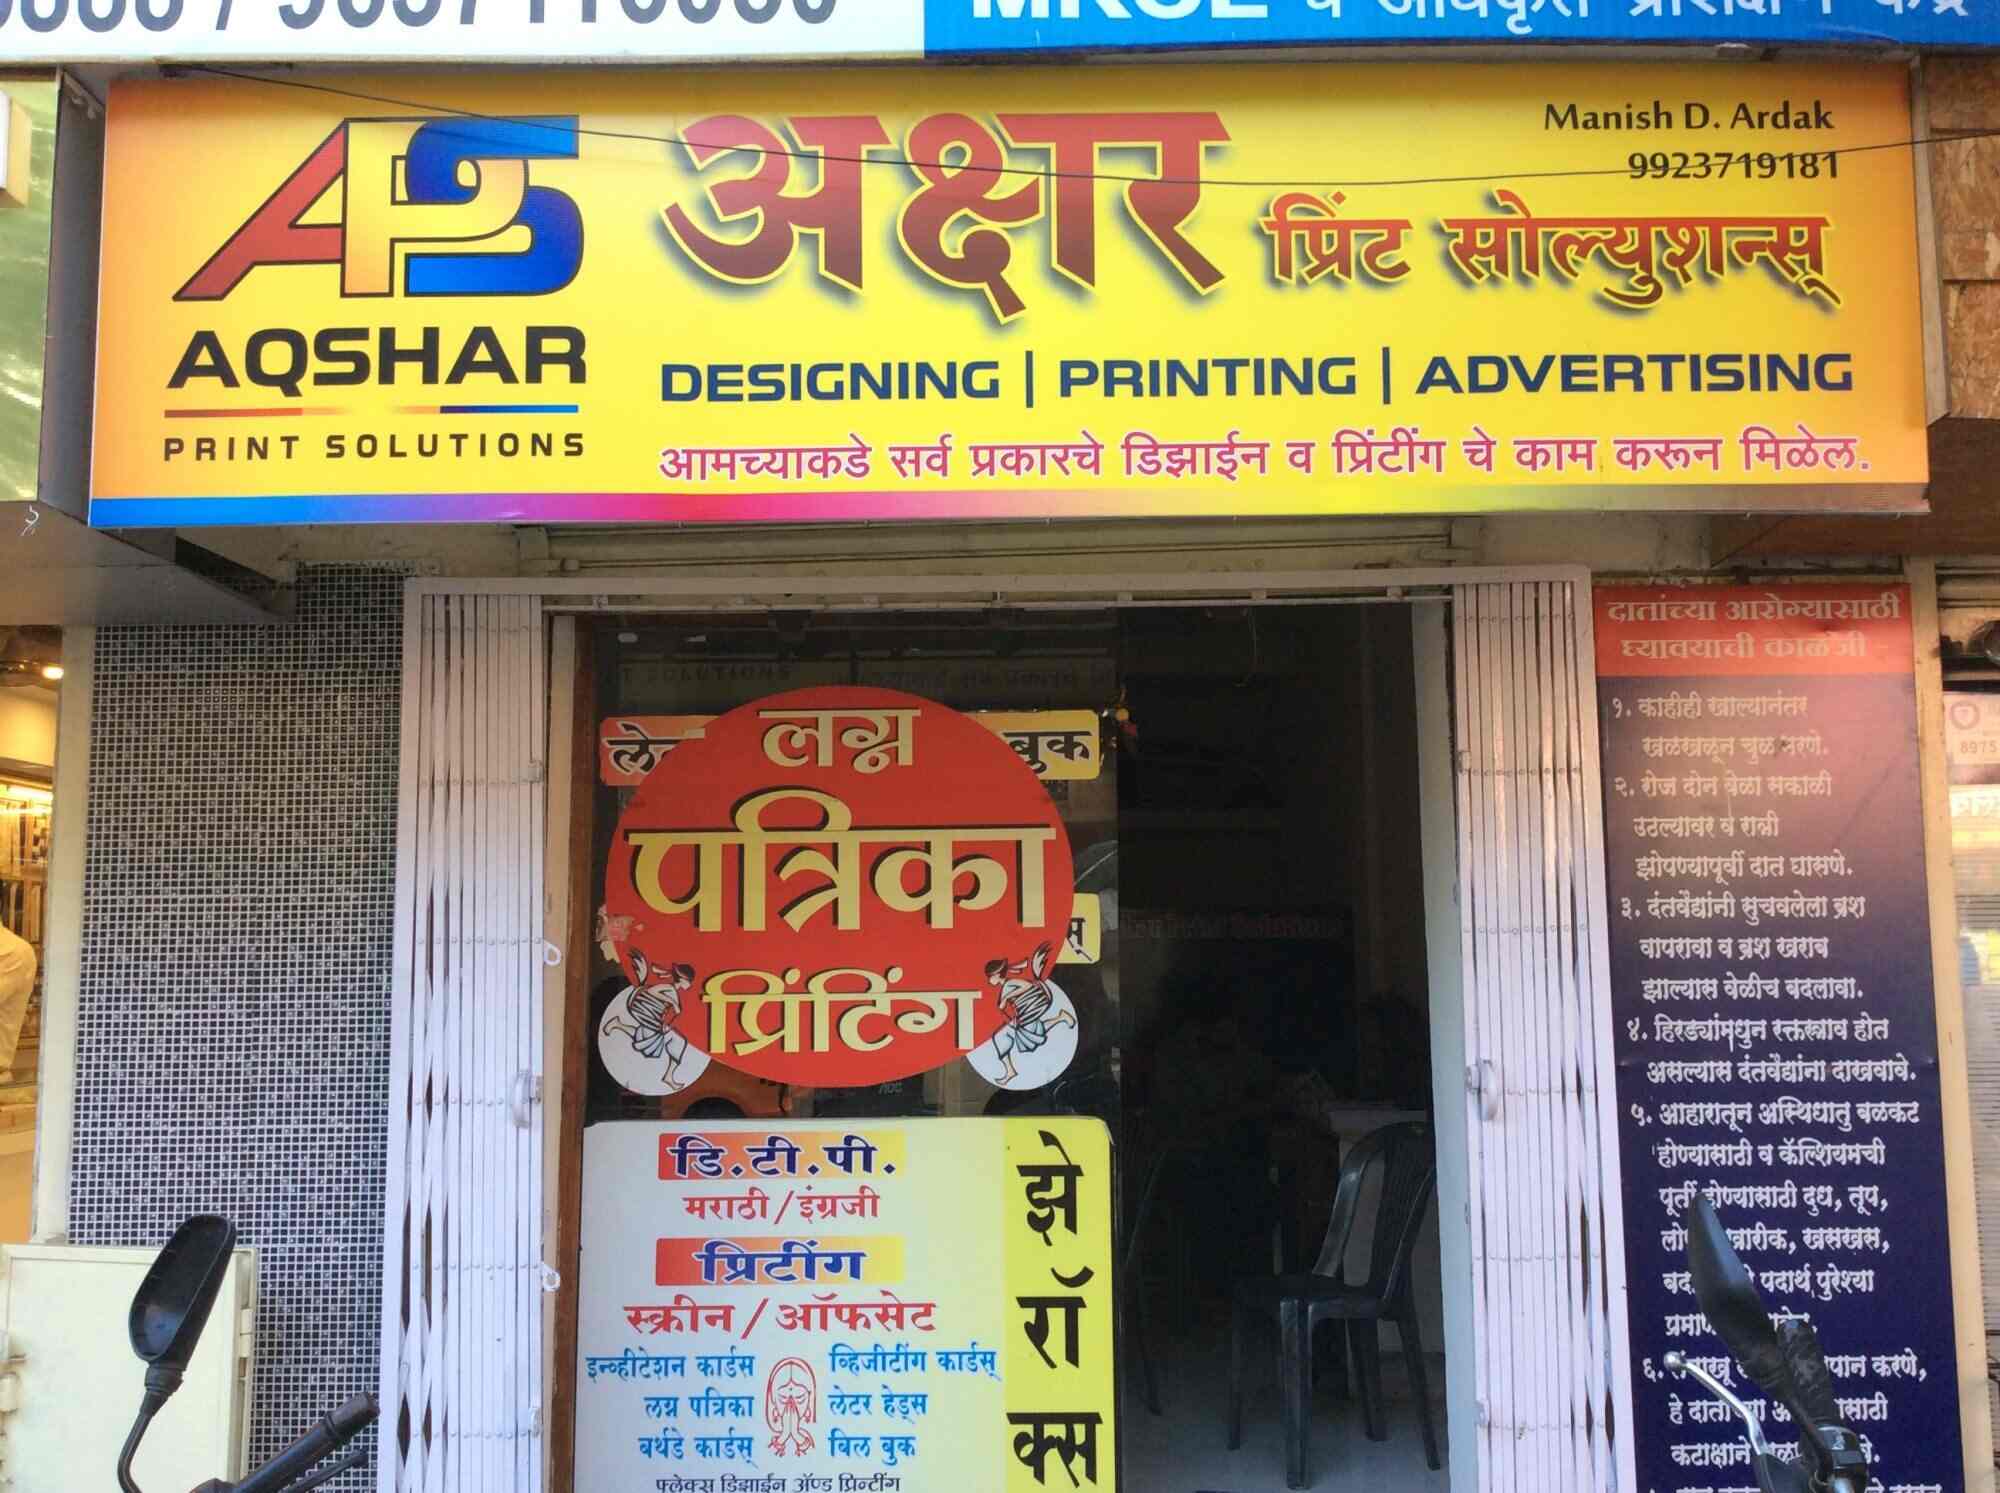 APS
AQSHAR
PRINT SOLUTIONS
अक्षर
प्रिंट सोल्युशन्स्
Manish D. Ardak
9923719181
DESIGNING | PRINTING | ADVERTISING
आमच्याकडे सर्व प्रकारचे डिझाईन व प्रिंटींग चे काम करून मिळेल.
लग्न
पत्रिका
प्रिंटिंग
बुक
डि.टी.पी.
मराठी/इंग्रजी
प्रिटींग
स्क्रीन/ऑफसेट
इन्व्हीटेशन कार्डस
लग्न पत्रिका
बर्थडे कार्डस्
व्हिजीटींग कार्डस्
लेटर हेड्स
बिल बुक
फ्लेक्स डिझाईन ॲण्ड प्रिन्टींग
झेरॉक्स
दातांच्या आरोग्यासाठी
घ्यावयाची काळजी
१. काहीही खाल्यानंतर
खळखळून चुळ भरणे.
२. रोज दोन वेळा सकाळी
उठल्यावर व रात्री
झोपण्यापूर्वी दात घासणे.
३. दंतवैद्यांनी सुचवलेला ब्रश
वापरावा व ब्रश खराब
झाल्यास वेळीच बदलावा.
४. हिरड्यांमधुन रक्तस्त्राव होत
असल्यास दंतवैद्यांना दाखवावे.
५. आहारातून अस्थिधातु बळकट
होण्यासाठी व कॅल्शियमची
पूर्ती होण्यासाठी दुध, तूप,
खारीक, खसखस,
पदार्थ पुरेश्या
६.
करणे,
हे
कटाक्षाने
8975